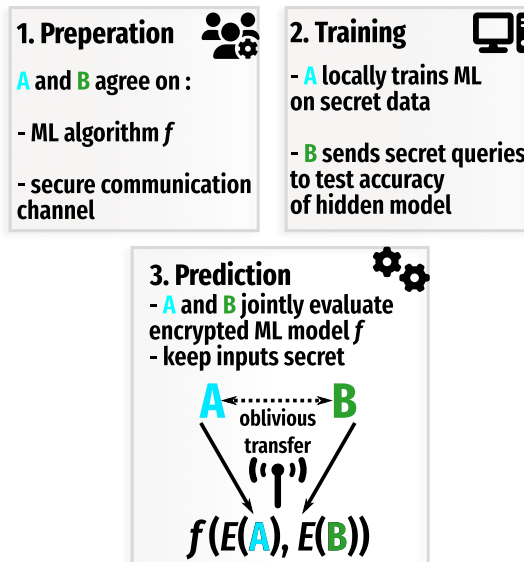 1. Preperation
A and B agree on :
- ML algorithm f
- secure communication
channel
2. Training
- A locally trains ML
on secret data
- B sends secret queries
to test accuracy
of hidden model
3. Prediction
- A and B jointly evaluate
encrypted ML model f
- keep inputs secret
A B
oblivious
transfer
f(E(A), E(B))